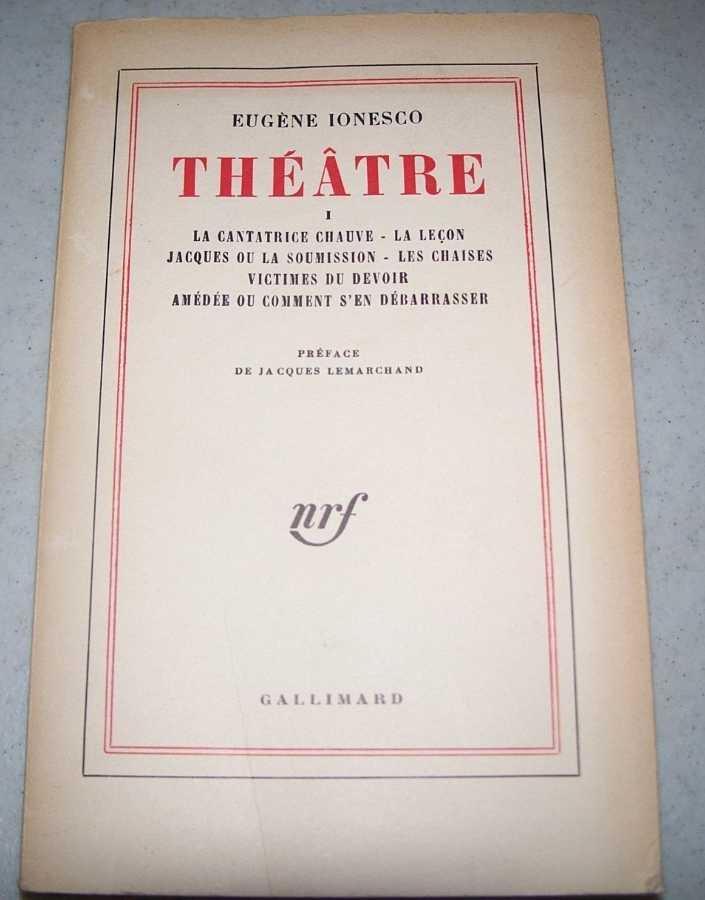 EUGÈNE IONESCO
THÉÂTRE
I
LA CANTATRICE CHAUVE - LA LEÇON
JACQUES OU LA SOUMISSION - LES CHAISES
VICTIMES DU DEVOIR
AMÉDÉE OU COMMENT S'EN DÉBARRASSER
PRÉFACE
DE JACQUES LEMARCHAND
nrf
GALLIMARD